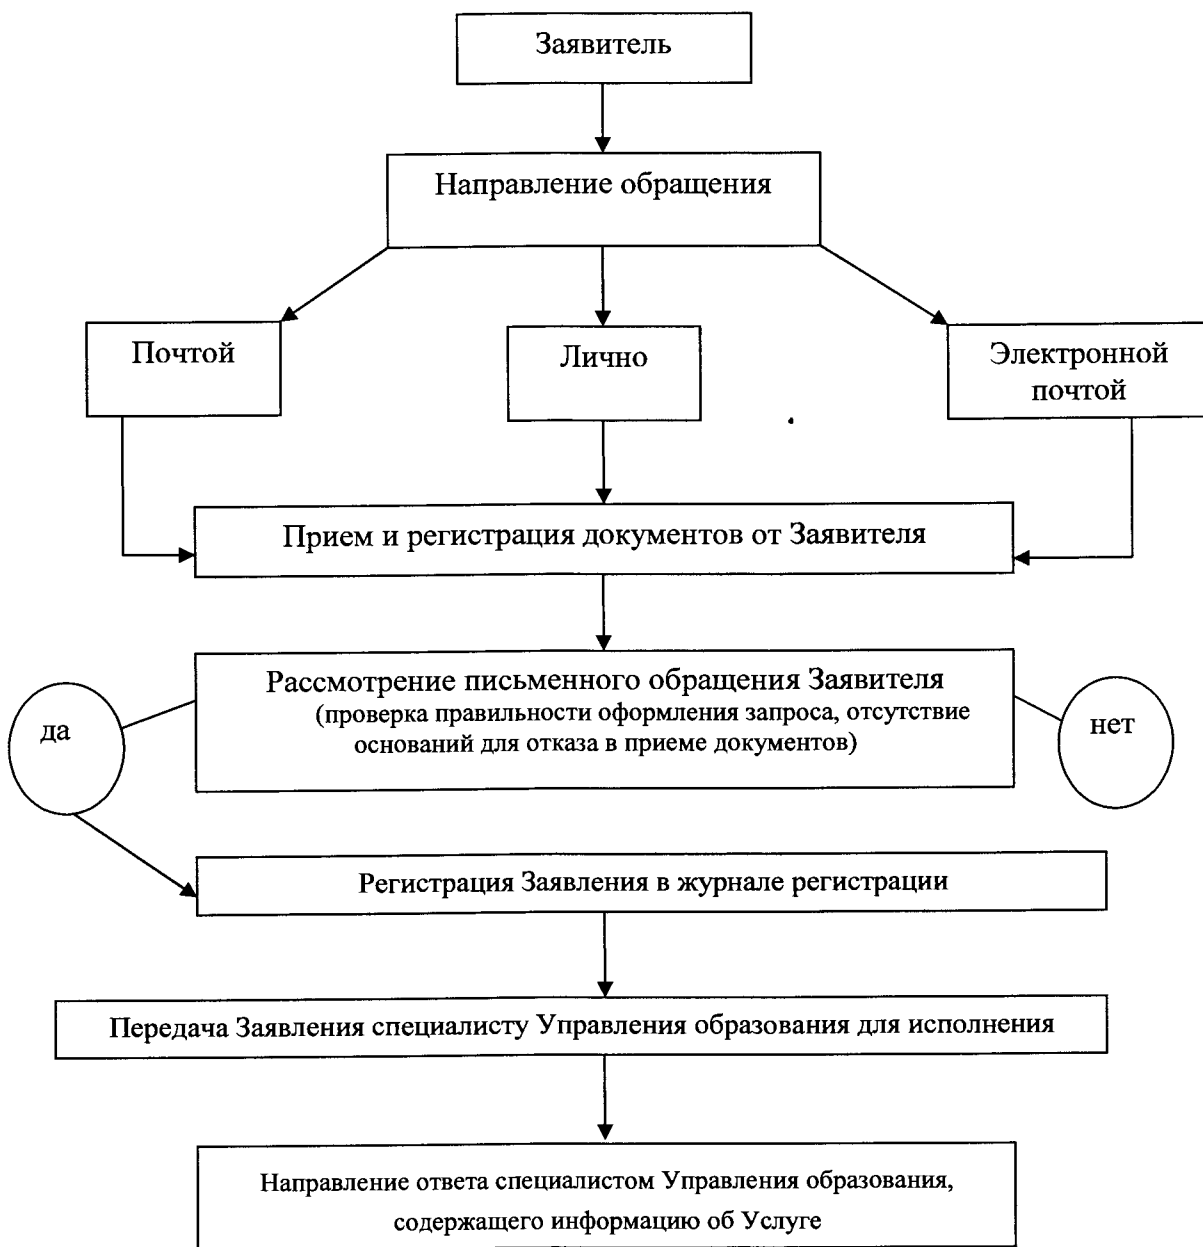 Заявитель
Направление обращения
Почтой
Лично
Электронной
почтой
Прием и регистрация документов от Заявителя
Рассмотрение письменного обращения Заявителя
(проверка правильности оформления запроса, отсутствие
оснований для отказа в приеме документов)
да
нет
Регистрация Заявления в журнале регистрации
Передача Заявления специалисту Управления образования для исполнения
Направление ответа специалистом Управления образования,
содержащего информацию об Услуге